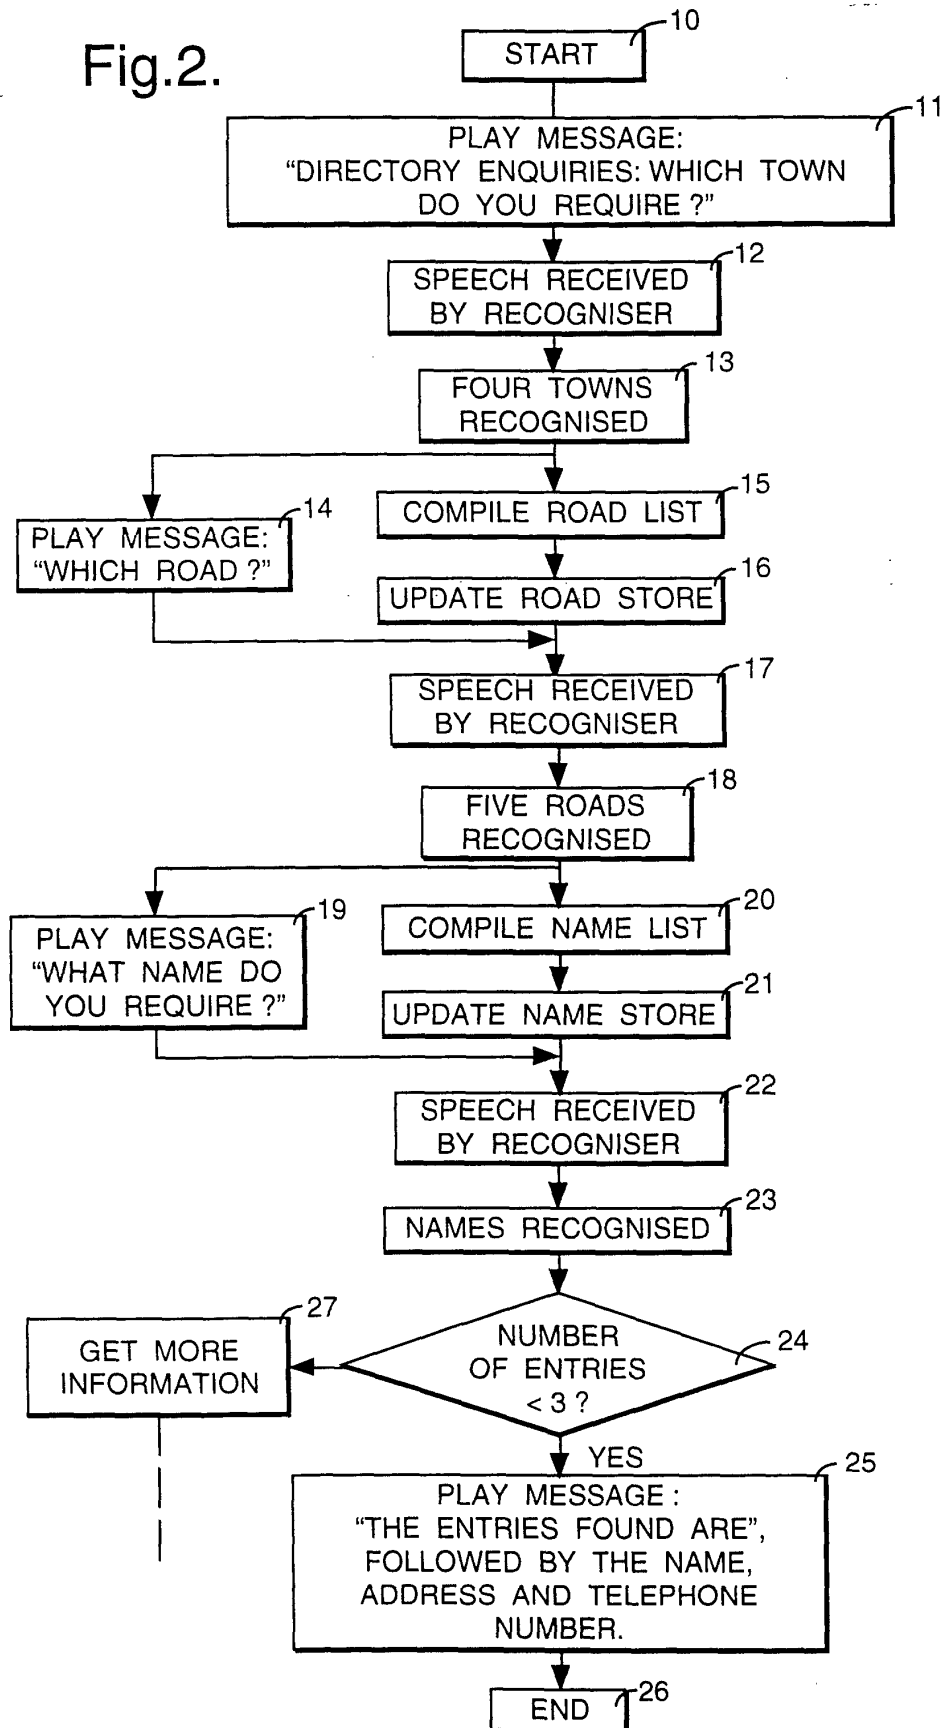 Fig.2.
10
START
11
PLAY MESSAGE:
“DIRECTORY ENQUIRIES: WHICH TOWN
DO YOU REQUIRE ?”
12
SPEECH RECEIVED
BY RECOGNISER
13
FOUR TOWNS
RECOGNISED
14
PLAY MESSAGE:
“WHICH ROAD ?”
15
COMPILE ROAD LIST
16
UPDATE ROAD STORE
17
SPEECH RECEIVED
BY RECOGNISER
18
FIVE ROADS
RECOGNISED
19
PLAY MESSAGE:
“WHAT NAME DO
YOU REQUIRE ?”
20
COMPILE NAME LIST
21
UPDATE NAME STORE
22
SPEECH RECEIVED
BY RECOGNISER
23
NAMES RECOGNISED
24
NUMBER
OF ENTRIES
< 3 ?
27
GET MORE
INFORMATION
YES
25
PLAY MESSAGE :
“THE ENTRIES FOUND ARE”,
FOLLOWED BY THE NAME,
ADDRESS AND TELEPHONE
NUMBER.
26
END